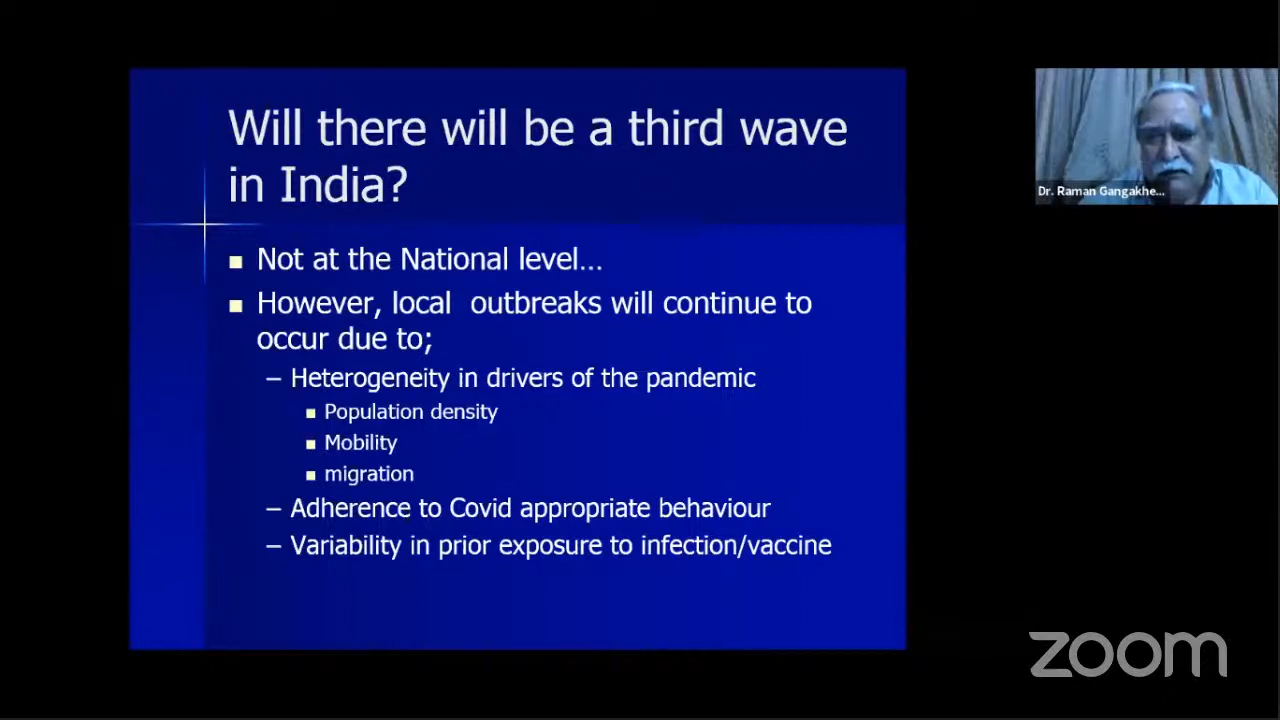 Will there will be a third wave
in India?
Not at the National level...
However, local outbreaks will continue to
occur due to;
– Heterogeneity in drivers of the pandemic
Population density
Mobility
migration
– Adherence to Covid appropriate behaviour
– Variability in prior exposure to infection/vaccine
Dr. Raman Gangakhe...
zoom